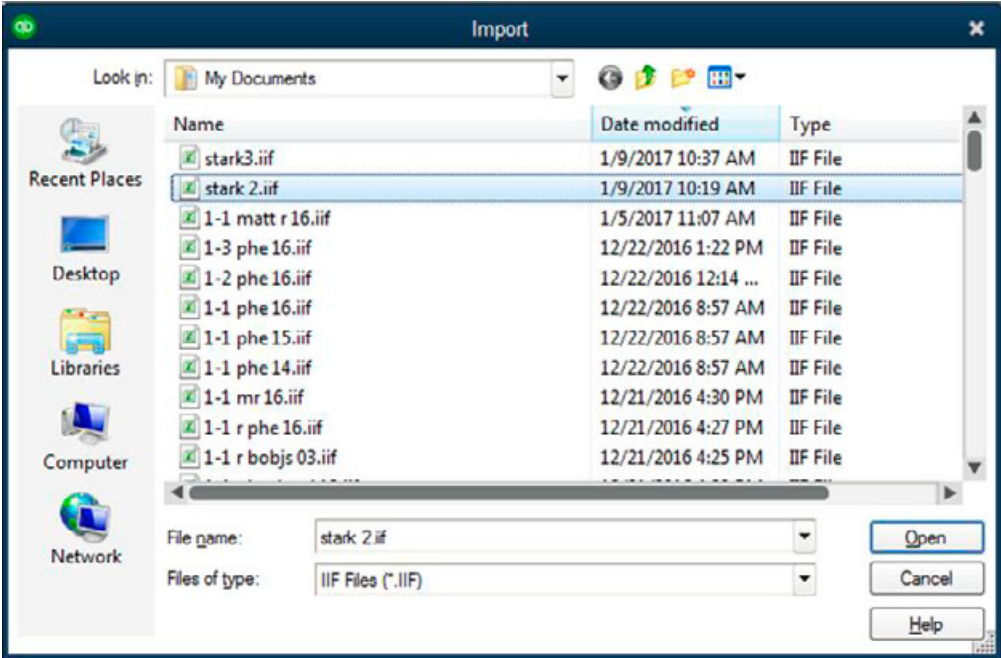 qb
Import
Look in: My Documents
Name Date modified Type
stark3.iif 1/9/2017 10:37 AM IIF File
stark 2.iif 1/9/2017 10:19 AM IIF File
1-1 matt r 16.iif 1/5/2017 11:07 AM IIF File
1-3 phe 16.iif 12/22/2016 1:22 PM IIF File
1-2 phe 16.iif 12/22/2016 12:14 ... IIF File
1-1 phe 16.iif 12/22/2016 8:57 AM IIF File
1-1 phe 15.iif 12/22/2016 8:57 AM IIF File
1-1 phe 14.iif 12/22/2016 8:57 AM IIF File
1-1 mr 16.iif 12/21/2016 4:30 PM IIF File
1-1 r phe 16.iif 12/21/2016 4:27 PM IIF File
1-1 r bobjs 03.iif 12/21/2016 4:25 PM IIF File
Recent Places
Desktop
Libraries
Computer
Network
File name: stark 2.iif
Open
Files of type: IIF Files (*.IIF)
Cancel
Help